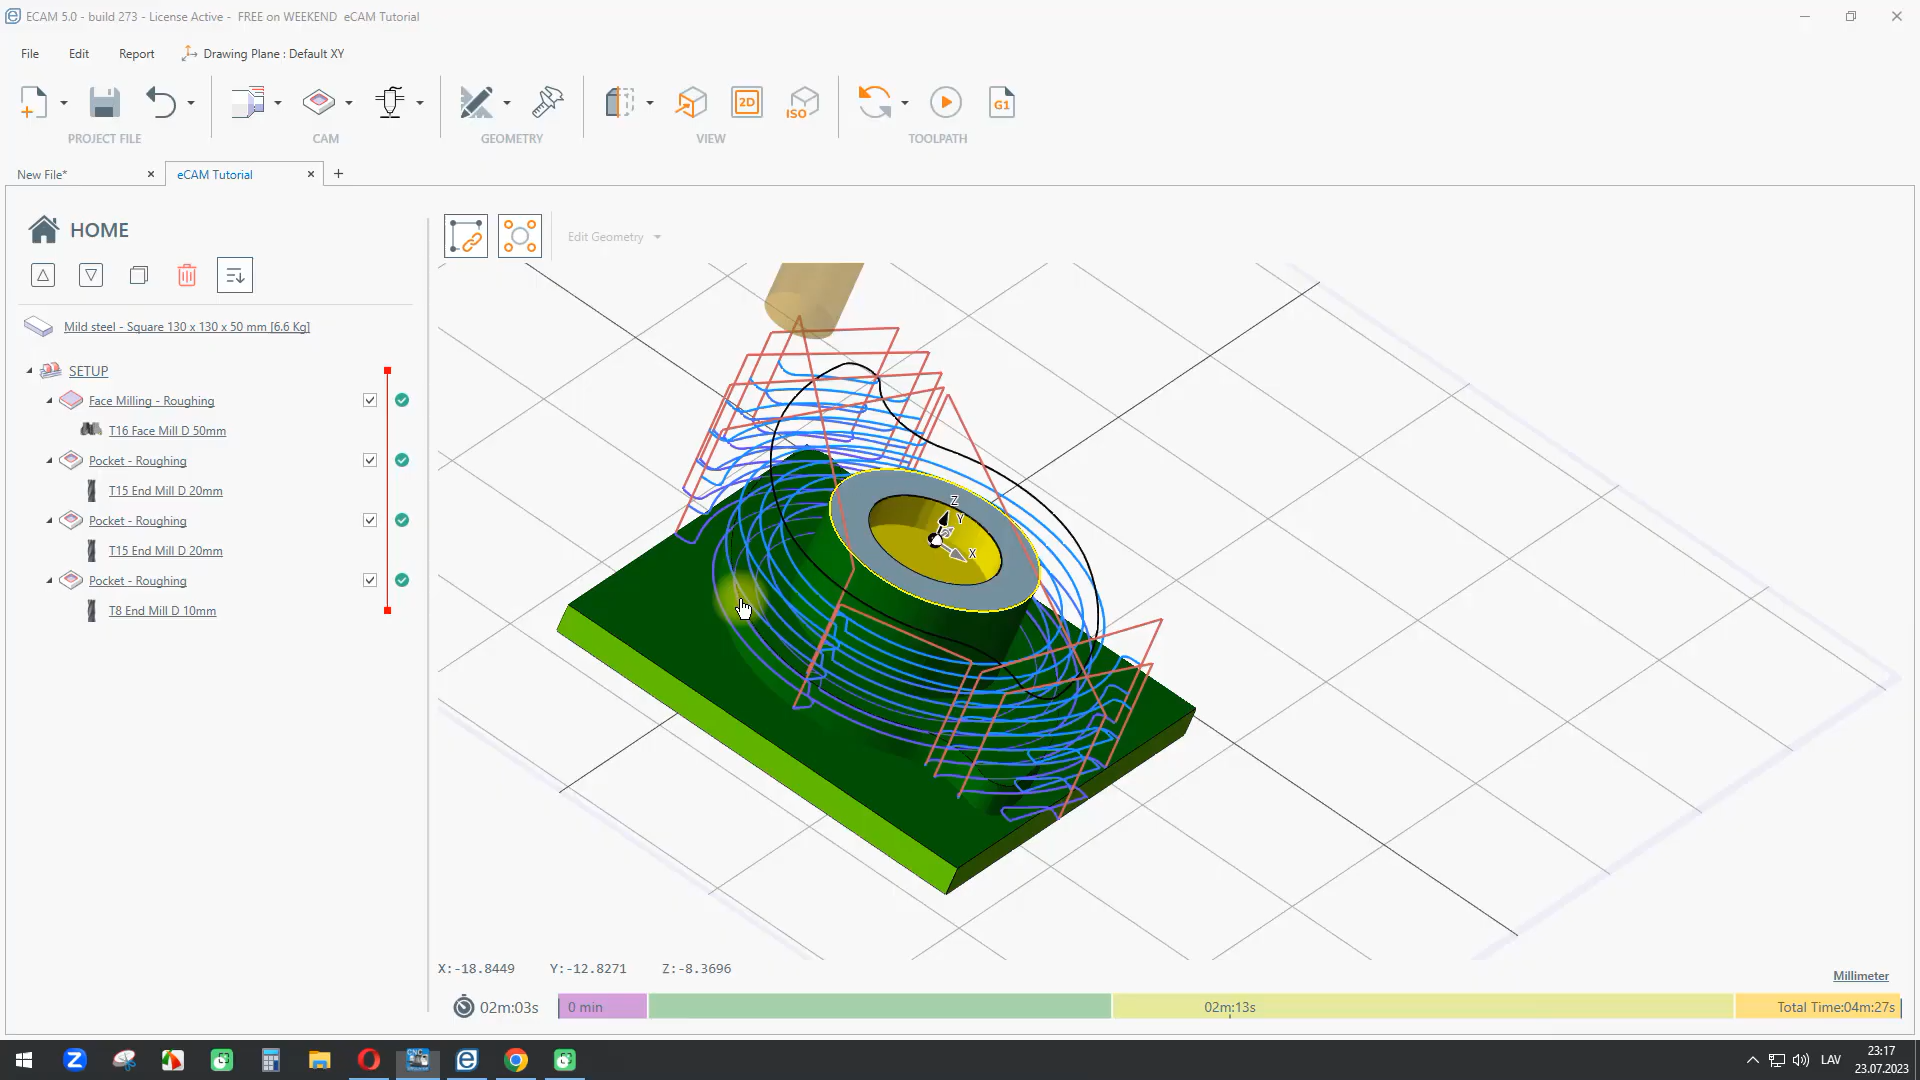 ECAM 5.0 - build 273 - License Active -  FREE on WEEKEND  eCAM Tutorial
File
Edit
Report
Drawing Plane : Default XY
2D
ISO
G1
PROJECT FILE
CAM
GEOMETRY
VIEW
TOOLPATH
New File*
eCAM Tutorial
HOME
Edit Geometry
Mild steel - Square 130 x 130 x 50 mm [6.6 Kg]
SETUP
Face Milling - Roughing
T16 Face Mill D 50mm
Pocket - Roughing
T15 End Mill D 20mm
Pocket - Roughing
T15 End Mill D 20mm
Pocket - Roughing
T8 End Mill D 10mm
Z
Y
X
X:-18.8449
Y:-12.8271
Z:-8.3696
Millimeter
02m:03s
0 min
02m:13s
Total Time:04m:27s
LAV
23:17
23.07.2023